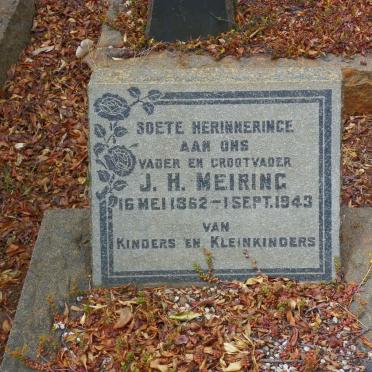 SOETE HERINNERINGE
AAN ONS
VADER EN GROOTVADER
J. H. MEIRING
16 MEI 1862 - 1 SEPT. 1943
VAN
KINDERS EN KLEINKINDERS